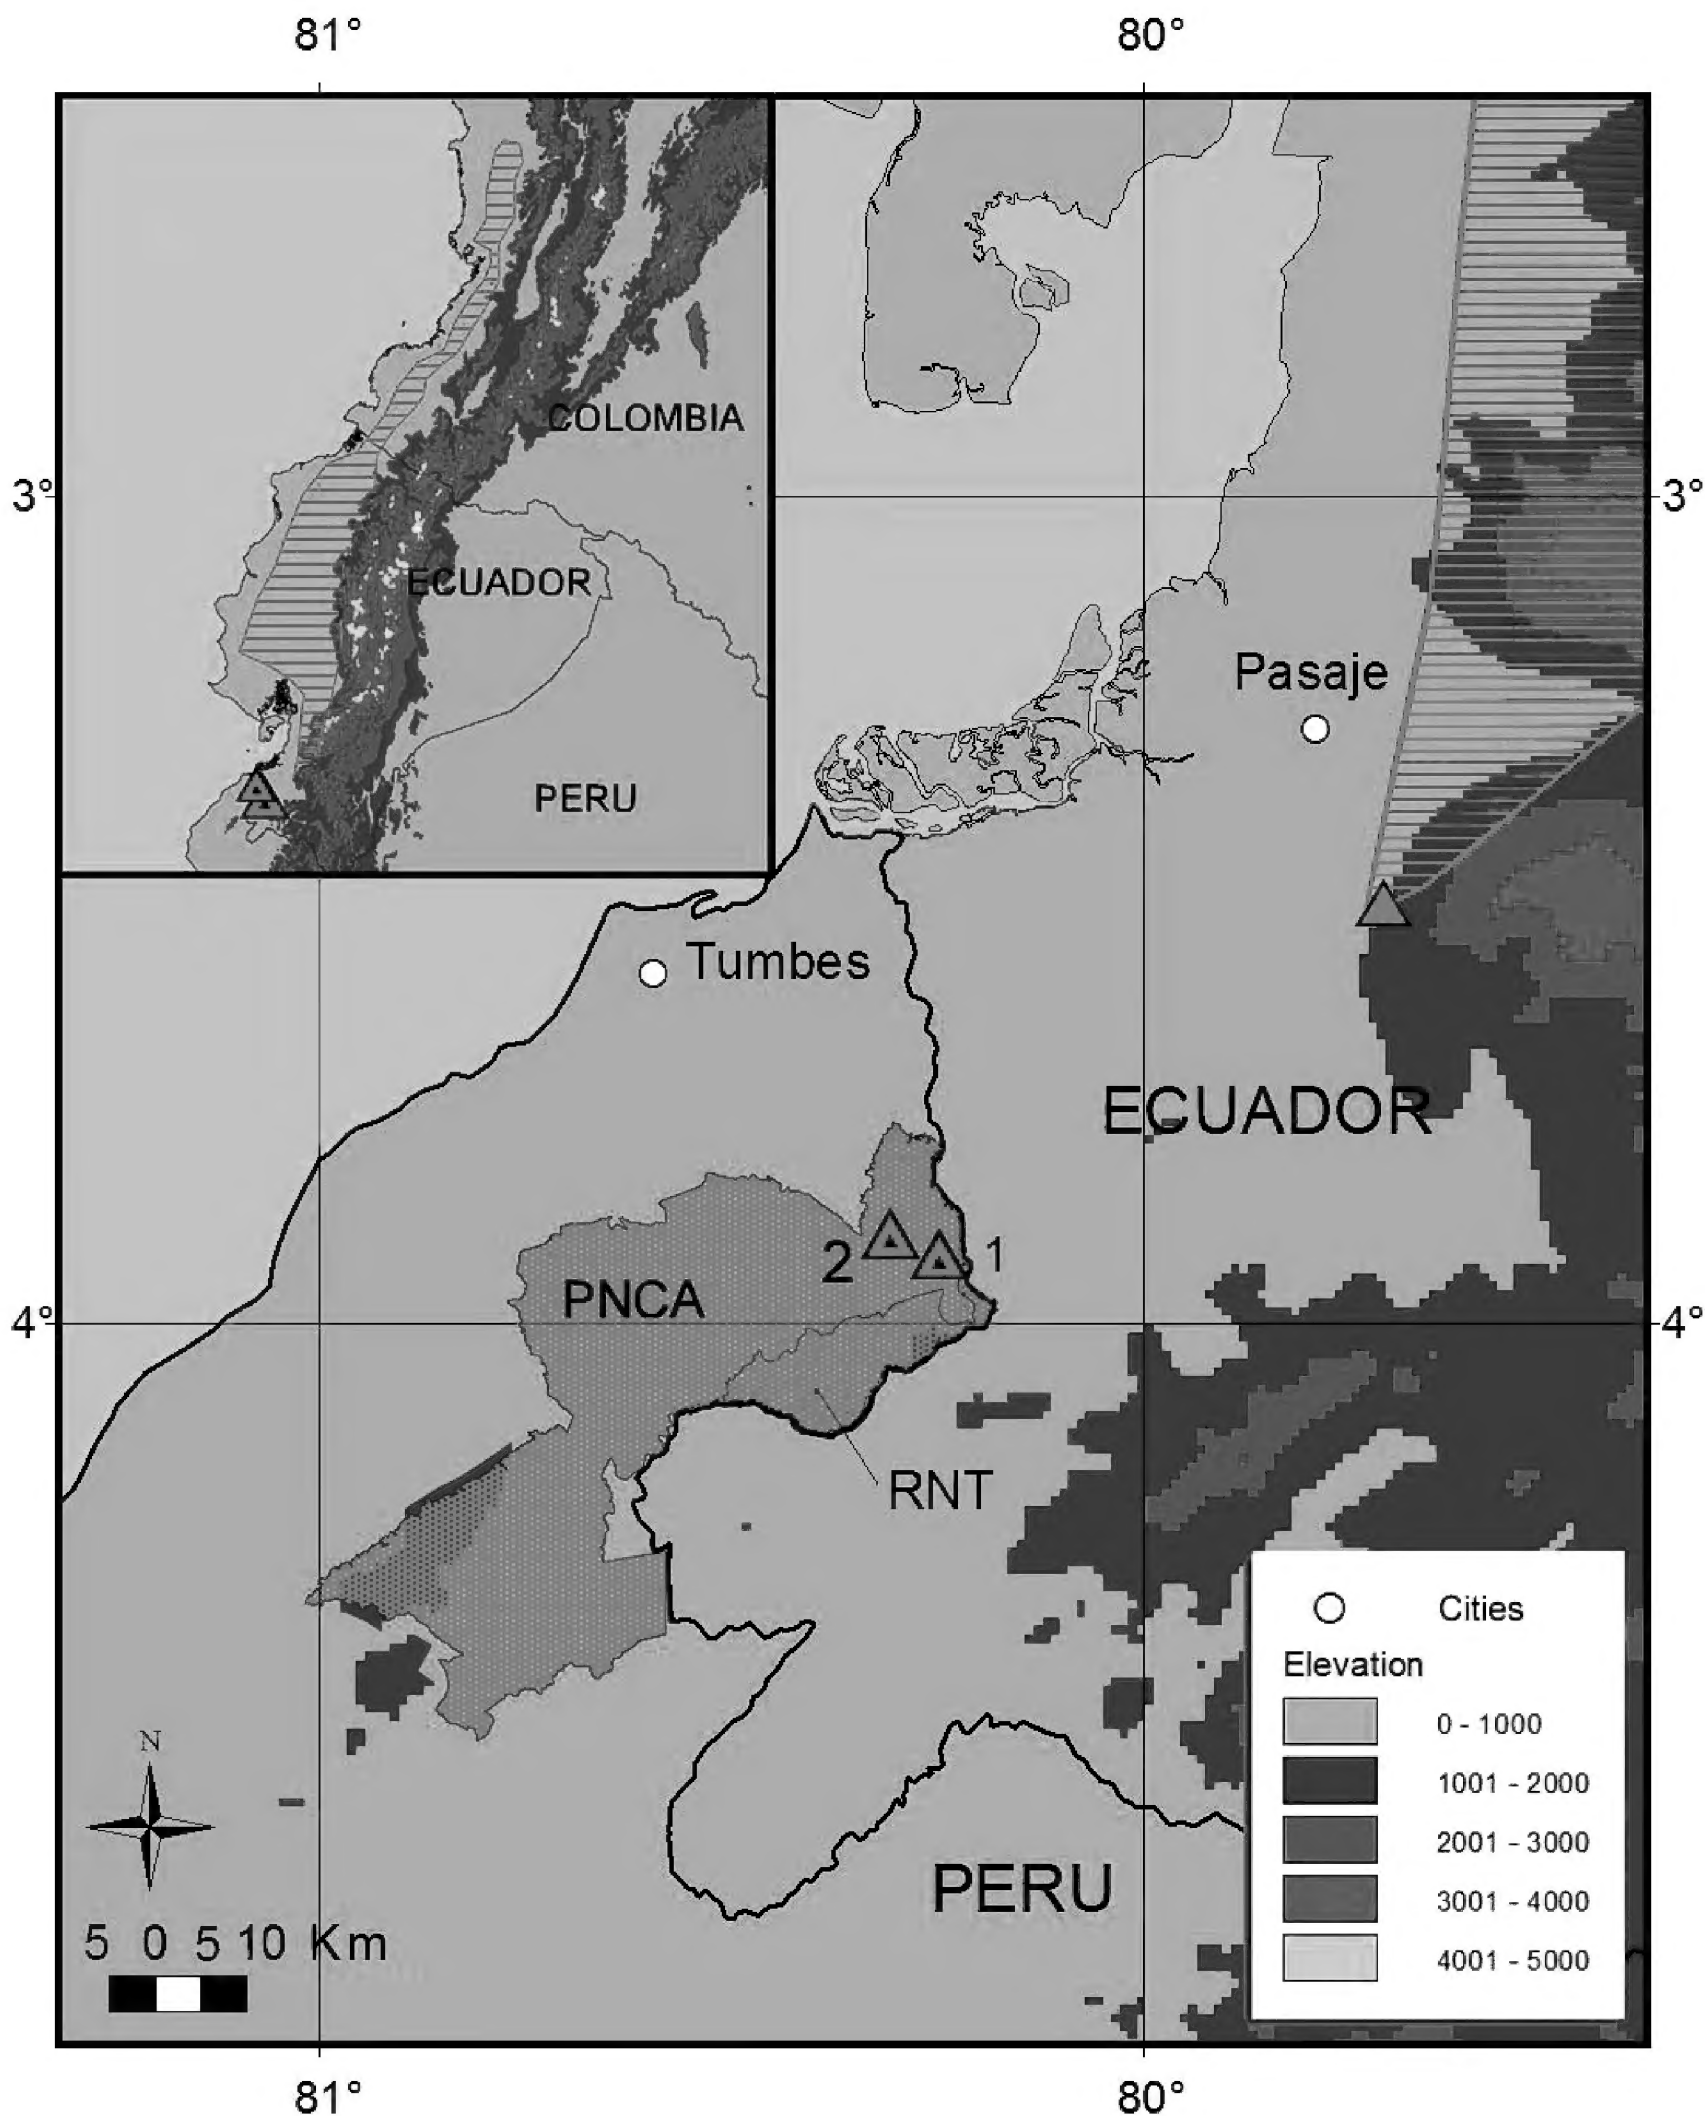 81° 80°
COLOMBIA
3° 3°
ECUADOR
Pasaje
PERU
Tumbes
ECUADOR
2 1
PNCA
4° 4°
RNT
Cities
Elevation
0 - 1000
1001 - 2000
2001 - 3000
3001 - 4000
4001 - 5000
N
PERU
5 0 5 10 Km
81° 80°